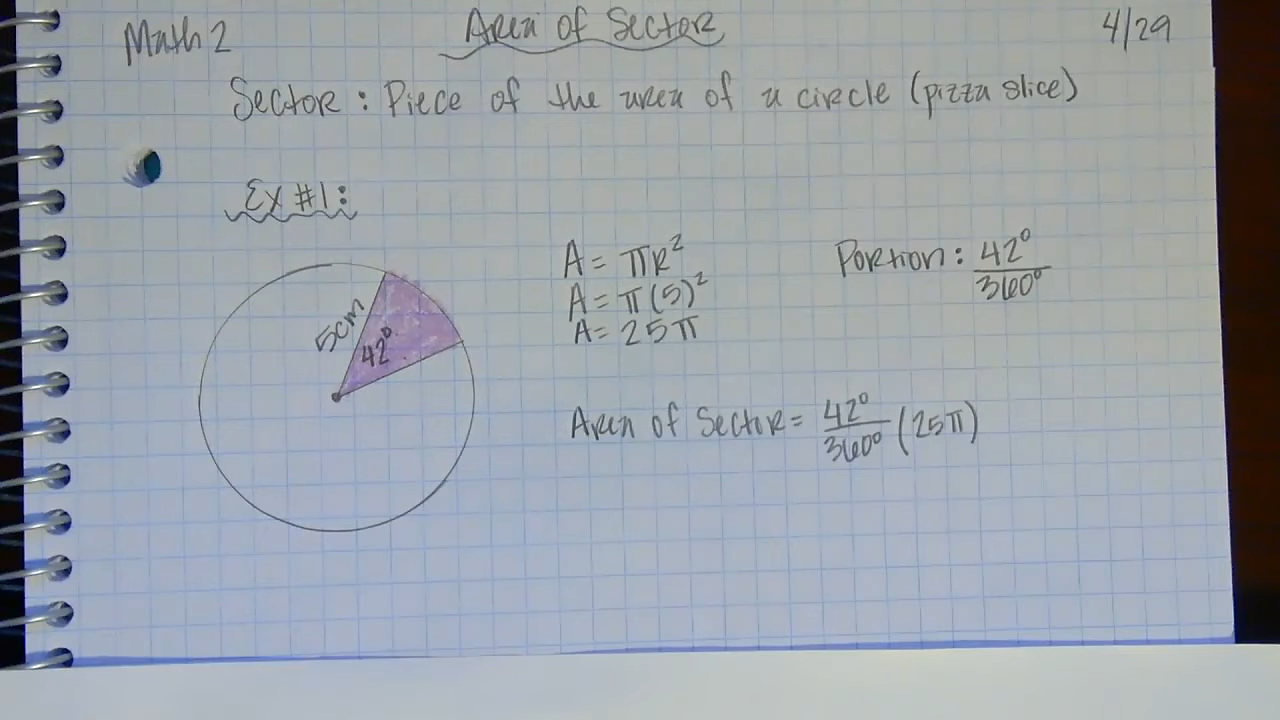 Math 2
Area of Sector
4/29
Sector: Piece of the area of a circle (pizza slice)
Ex #1:
5cm
42°
A = πR²
A = π(5)²
A = 25π
Portion: 42°/360°
Area of Sector = 42°/360° (25π)